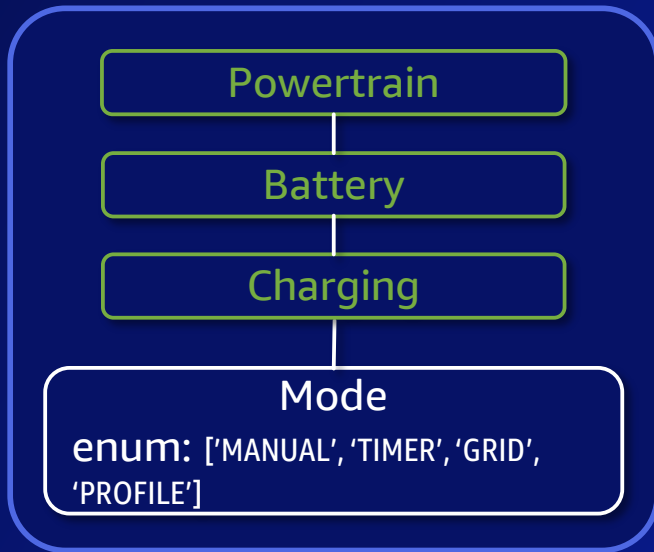 Powertrain
Battery
Charging
Mode
enum: ['MANUAL', ‘TIMER’, ‘GRID’,
‘PROFILE’]